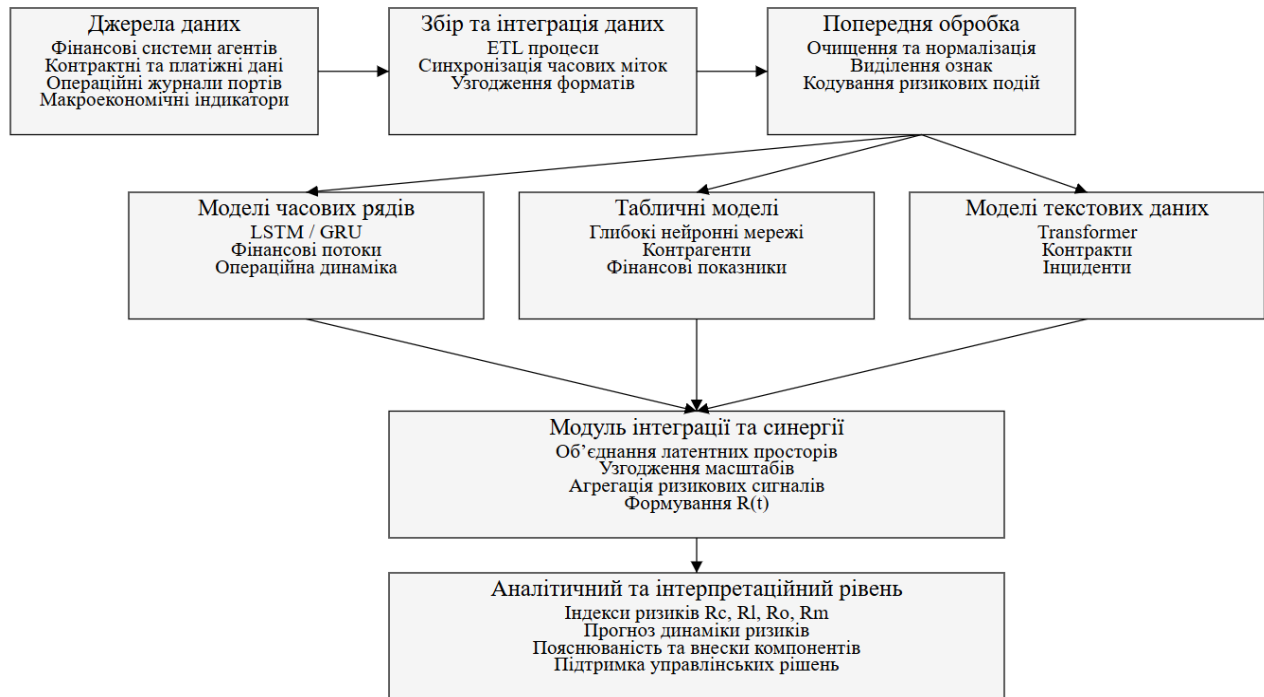 Джерела даних
Фінансові системи агентів
Контрактні та платіжні дані
Операційні журнали портів
Макроекономічні індикатори
Збір та інтеграція даних
ETL процеси
Синхронізація часових міток
Узгодження форматів
Попередня обробка
Очищення та нормалізація
Виділення ознак
Кодування ризикових подій
Моделі часових рядів
LSTM / GRU
Фінансові потоки
Операційна динаміка
Табличні моделі
Глибокі нейронні мережі
Контрагенти
Фінансові показники
Моделі текстових даних
Transformer
Контракти
Інциденти
Модуль інтеграції та синергії
Об’єднання латентних просторів
Узгодження масштабів
Агрегація ризикових сигналів
Формування R(t)
Аналітичний та інтерпретаційний рівень
Індекси ризиків Rc, Rl, Ro, Rm
Прогноз динаміки ризиків
Пояснюваність та внески компонентів
Підтримка управлінських рішень